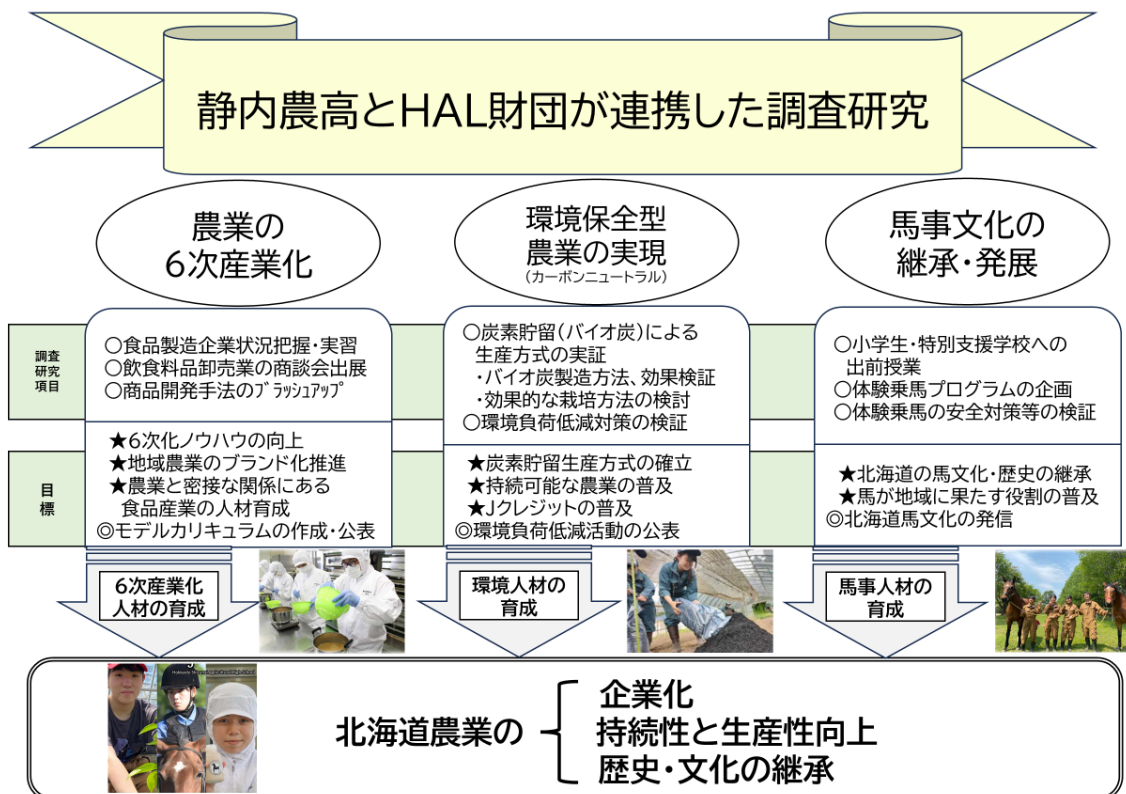 静内農高とHAL財団が連携した調査研究
農業の
6次産業化
環境保全型
農業の実現
(カーボンニュートラル)
馬事文化の
継承・発展
調査
研究
項目
○食品製造企業状況把握・実習
○飲食料品卸売業の商談会出展
○商品開発手法のﾌﾞﾗｯｼｭｱｯﾌﾟ
○炭素貯留(バイオ炭)による
生産方式の実証
・バイオ炭製造方法、効果検証
・効果的な栽培方法の検討
○環境負荷低減対策の検証
○小学生・特別支援学校への
出前授業
○体験乗馬プログラムの企画
○体験乗馬の安全対策等の検証
目
標
★6次化ノウハウの向上
★地域農業のブランド化推進
★農業と密接な関係にある
食品産業の人材育成
◎モデルカリキュラムの作成・公表
★炭素貯留生産方式の確立
★持続可能な農業の普及
★Jクレジットの普及
◎環境負荷低減活動の公表
★北海道の馬文化・歴史の継承
★馬が地域に果たす役割の普及
◎北海道馬文化の発信
6次産業化
人材の育成
環境人材の
育成
馬事人材の
育成
北海道農業の
企業化
持続性と生産性向上
歴史・文化の継承